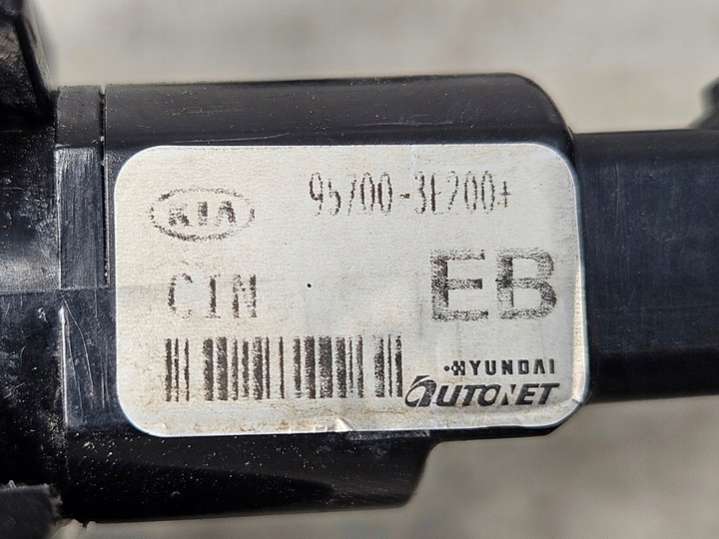 KIA 95700-3E200+
CIN EB
·HYUNDAI
AUTONET